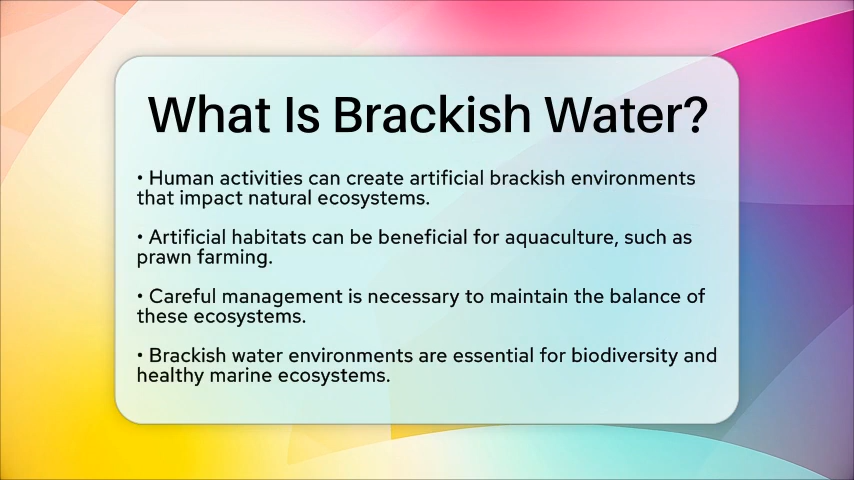 What Is Brackish Water?
• Human activities can create artificial brackish environments
that impact natural ecosystems.
• Artificial habitats can be beneficial for aquaculture, such as
prawn farming.
• Careful management is necessary to maintain the balance of
these ecosystems.
• Brackish water environments are essential for biodiversity and
healthy marine ecosystems.